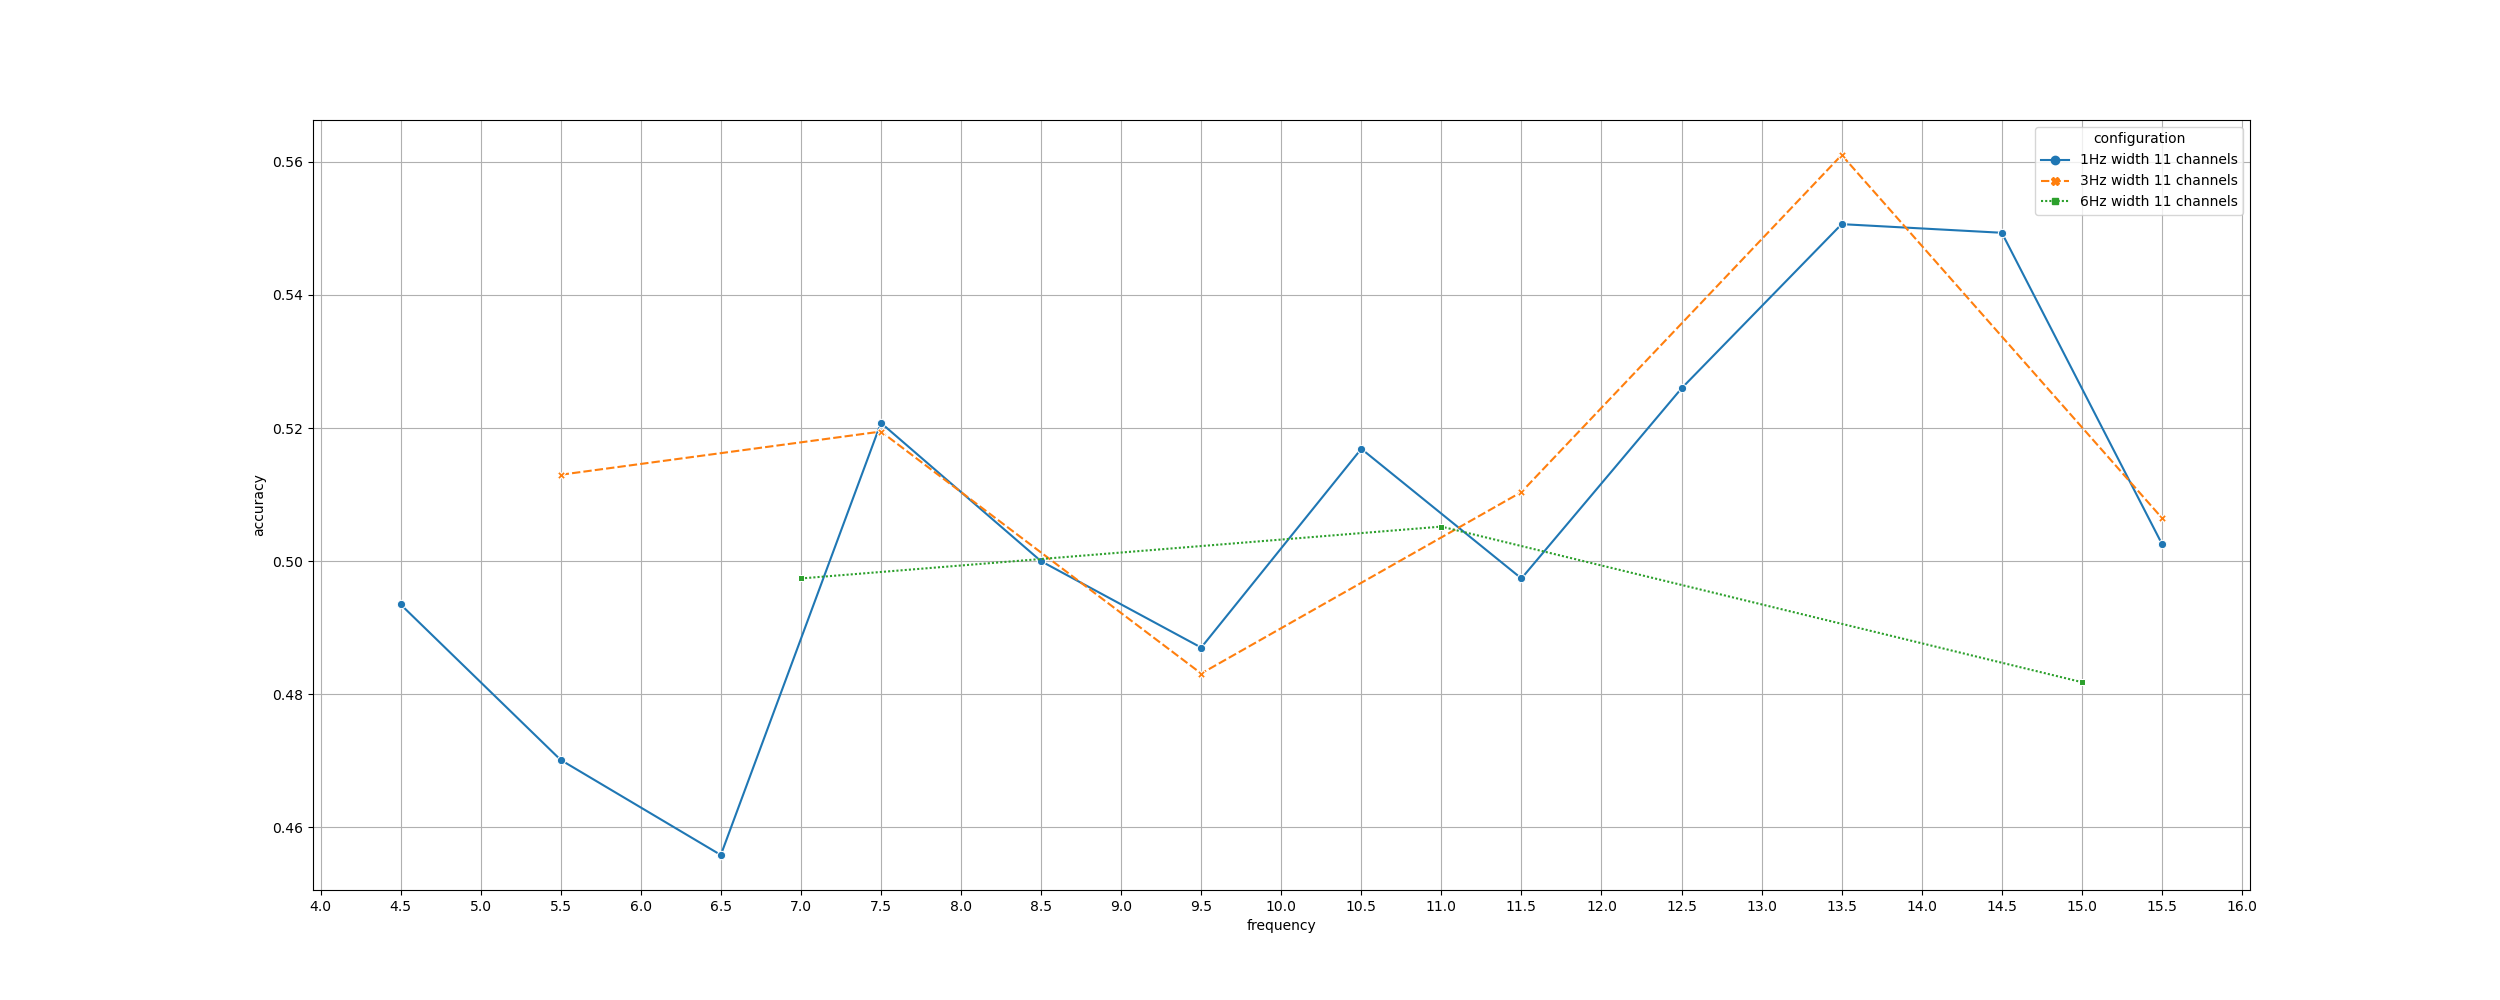 configuration
1Hz width 11 channels
3Hz width 11 channels
6Hz width 11 channels
0.56
0.54
0.52
0.50
0.48
0.46
accuracy
4.0 4.5 5.0 5.5 6.0 6.5 7.0 7.5 8.0 8.5 9.0 9.5 10.0 10.5 11.0 11.5 12.0 12.5 13.0 13.5 14.0 14.5 15.0 15.5 16.0
frequency